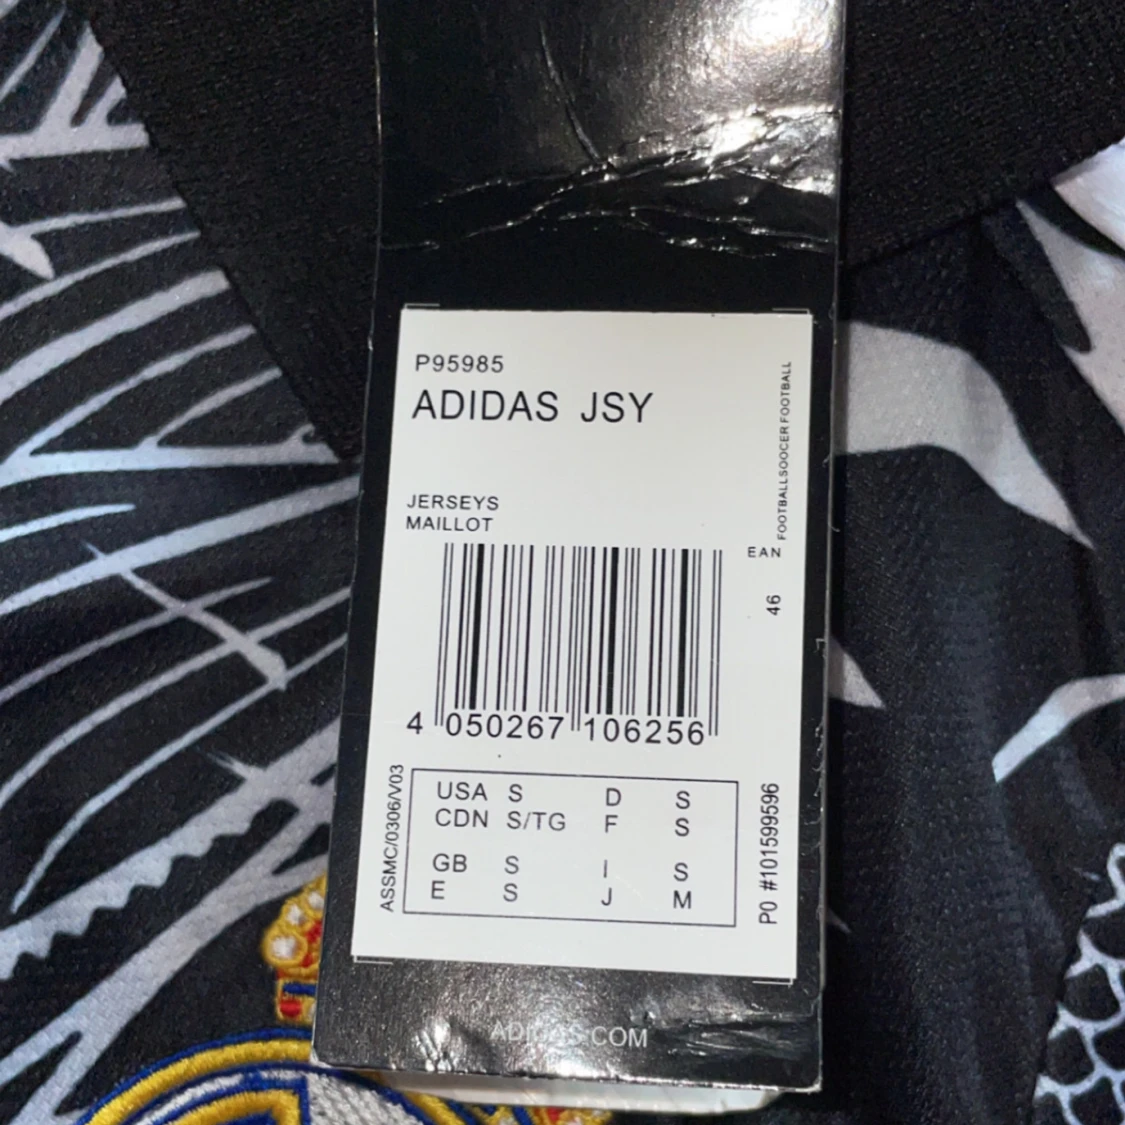 P95985
ADIDAS JSY
FOOTBALLSOCCER FOOTBALL
JERSEYS
MAILLOT
EAN
46
4 050267 106256
USA S D S
CDN S/TG F S
GB S I S
E S J M
ASSMC/0306/V03
PO #101599596
ADIDAS.COM